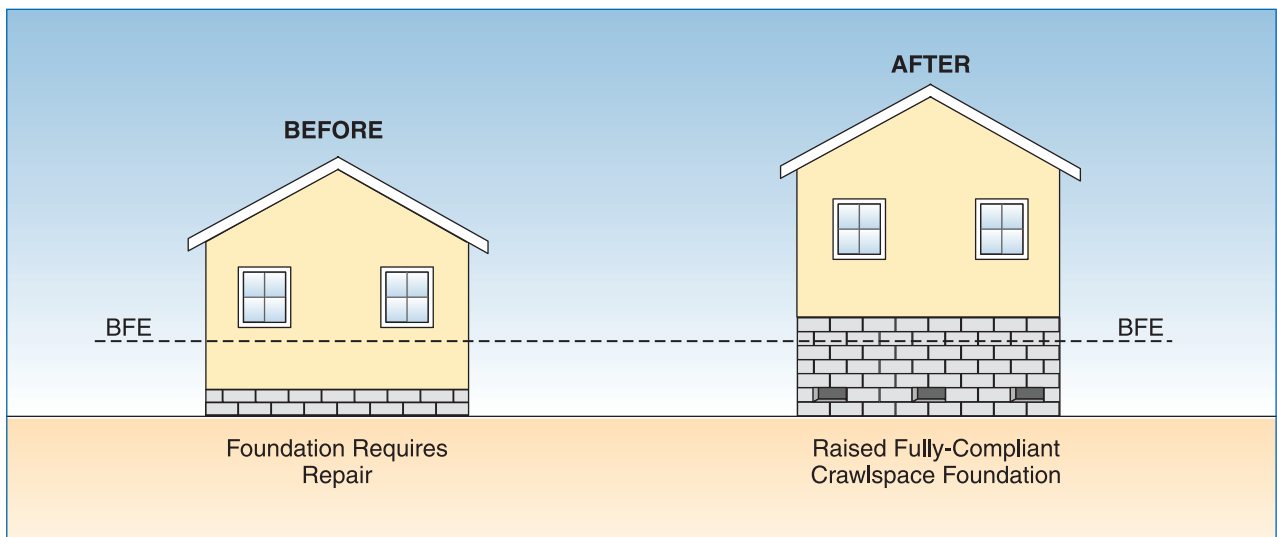 BEFORE
AFTER
BFE
BFE
Foundation Requires
Repair
Raised Fully-Compliant
Crawlspace Foundation